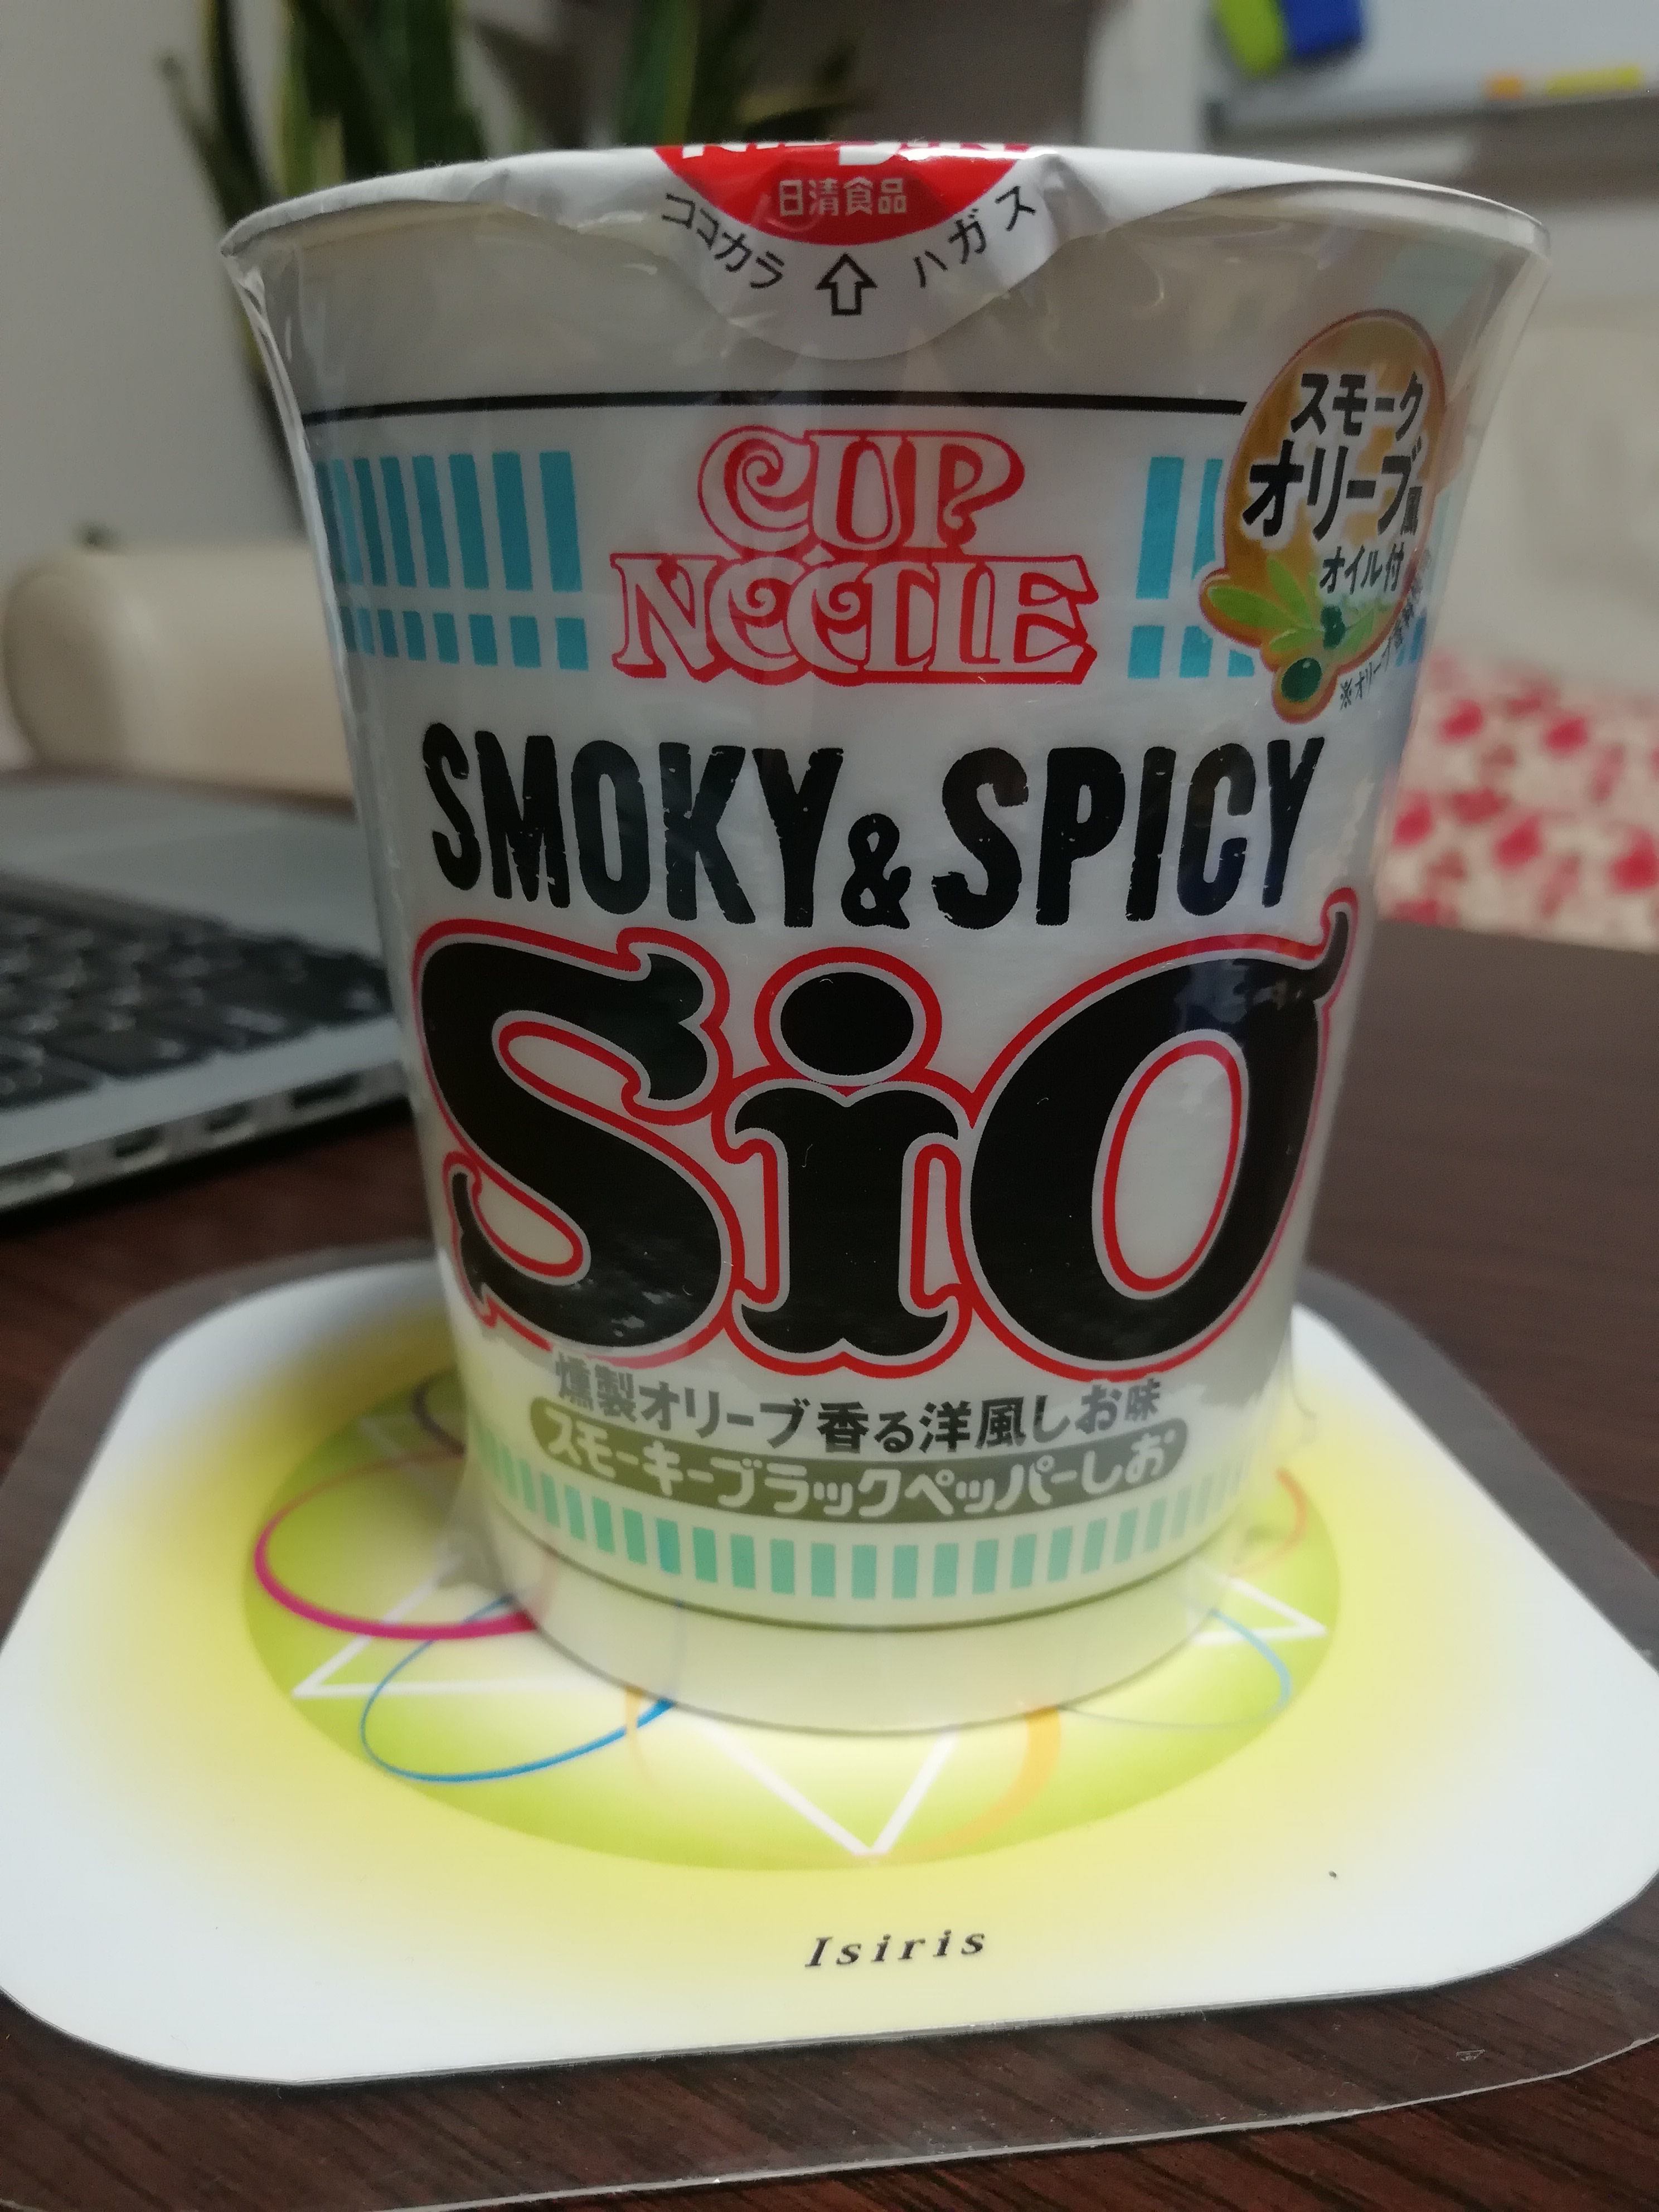 日清食品
ココカラ ⇧ ハガス
CUP
NOODLE
スモーク
オリーブ風
オイル付
SMOKY & SPICY
SiO
燻製オリーブ香る洋風しお味
スモーキーブラックペッパーしお
Isiris